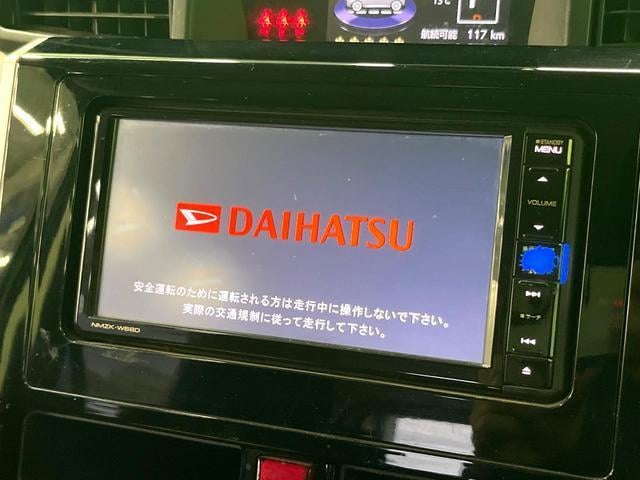 13℃
航続可能 117 km
STANDBY
MENU
VOLUME
DAIHATSU
安全運転のために運転される方は走行中に操作しないで下さい。
実際の交通規制に従って走行して下さい。
NMZK-W68D